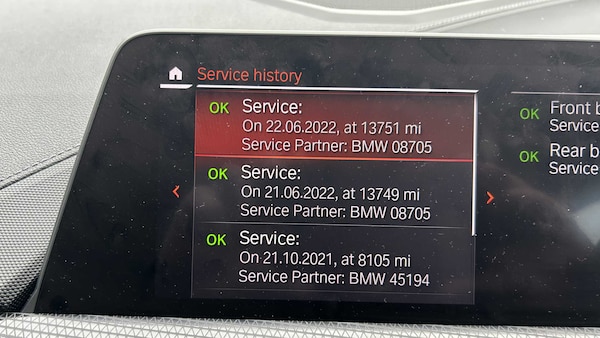 Service history
OK Service:
On 22.06.2022, at 13751 mi
Service Partner: BMW 08705
OK Service:
On 21.06.2022, at 13749 mi
Service Partner: BMW 08705
OK Service:
On 21.10.2021, at 8105 mi
Service Partner: BMW 45194
OK Front b
Service
OK Rear b
Service